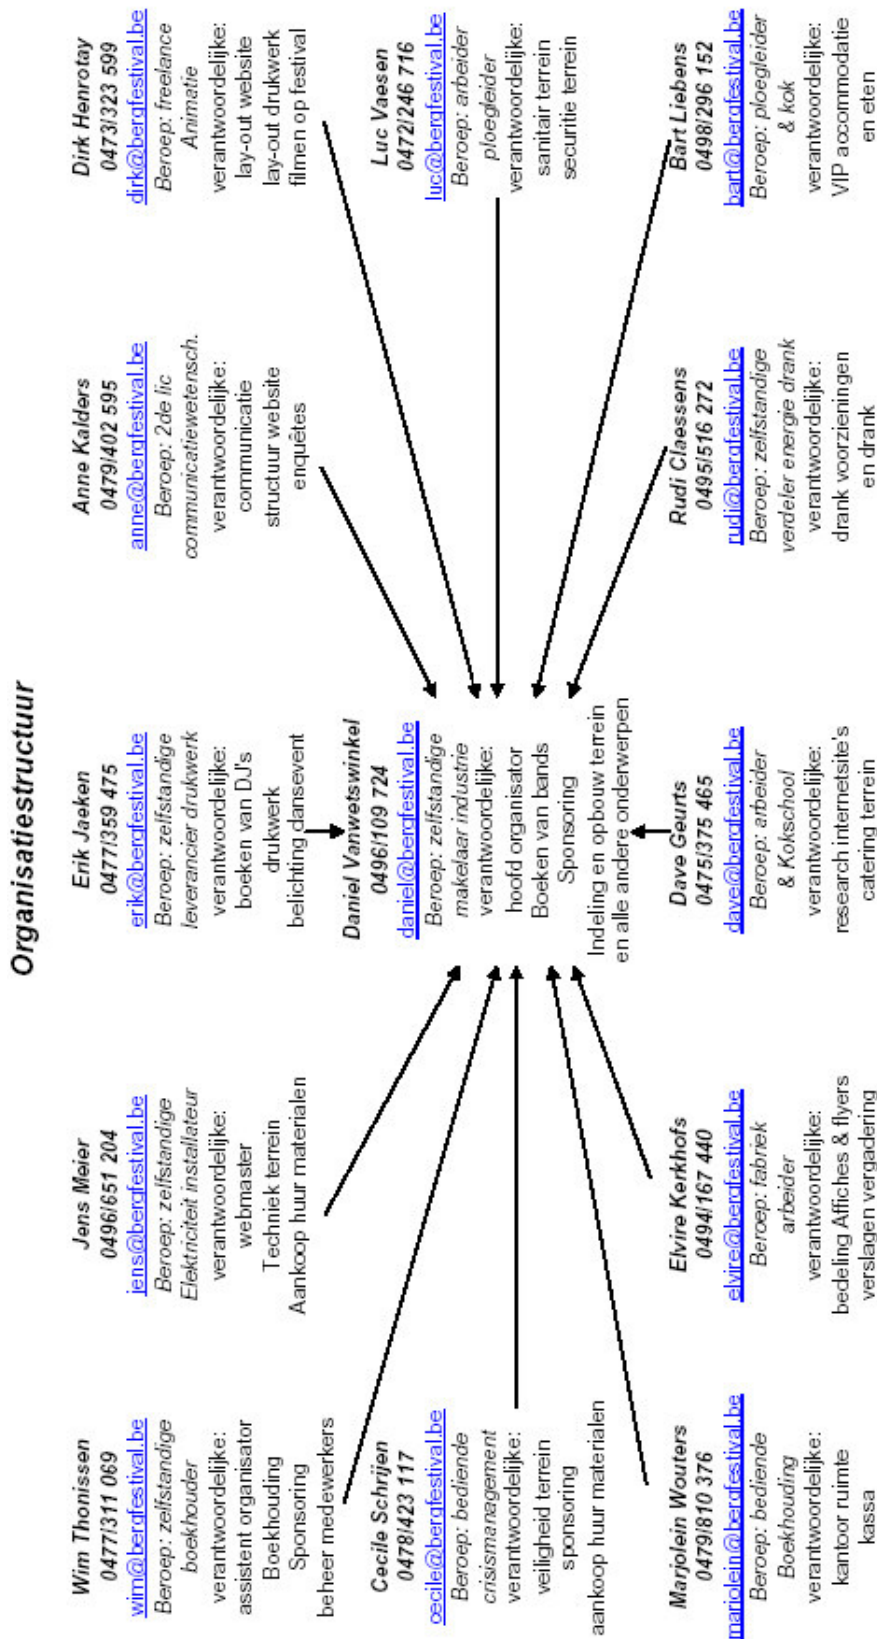 Organisatiestructuur
Wim Thonissen
0477/311 069
wim@bergfestival.be
Beroep: zelfstandige
boekhouder
verantwoordelijke:
assistent organisator
Boekhouding
Sponsoring
beheer medewerkers
Jens Meier
0496/651 204
jens@bergfestival.be
Beroep: zelfstandige
Elektriciteit installateur
verantwoordelijke:
webmaster
Techniek terrein
Aankoop huur materialen
Erik Jaeken
0477/359 475
erik@bergfestival.be
Beroep: zelfstandige
leverancier drukwerk
verantwoordelijke:
boeken van DJ's
drukwerk
belichting dansevent
Anne Kalders
0479/402 595
anne@bergfestival.be
Beroep: 2de lic
communicatiewetensch.
verantwoordelijke:
communicatie
structuur website
enquêtes
Dirk Henrotay
0473/323 599
dirk@bergfestival.be
Beroep: freelance
Animatie
verantwoordelijke:
lay-out website
lay-out drukwerk
filmen op festival
Cecile Schrijen
0478/423 117
cecile@bergfestival.be
Beroep: bediende
crisismanagement
verantwoordelijke:
veiligheid terrein
sponsoring
aankoop huur materialen
Daniel Vanwetswinkel
0496/109 724
daniel@bergfestival.be
Beroep: zelfstandige
makelaar industrie
verantwoordelijke:
hoofd organisator
Boeken van bands
Sponsoring
Indeling en opbouw terrein
en alle andere onderwerpen
Luc Vaesen
0472/246 716
luc@bergfestival.be
Beroep: arbeider
ploegleider
verantwoordelijke:
sanitair terrein
securitie terrein
Marjolein Wouters
0479/810 376
marjolein@bergfestival.be
Beroep: bediende
Boekhouding
verantwoordelijke:
kantoor ruimte
kassa
Elvire Kerkhofs
0494/167 440
elvire@bergfestival.be
Beroep: fabriek
arbeider
verantwoordelijke:
bedeling Affiches & flyers
verslagen vergadering
Dave Geurts
0475/375 465
dave@bergfestival.be
Beroep: arbeider
& Kokschool
verantwoordelijke:
research internetsite's
catering terrein
Rudi Claessens
0495/516 272
rudi@bergfestival.be
Beroep: zelfstandige
verdeler energie drank
verantwoordelijke:
drank voorzieningen
en drank
Bart Liebens
0498/296 152
bart@bergfestival.be
Beroep: ploegleider
& kok
verantwoordelijke:
VIP accommodatie
en eten